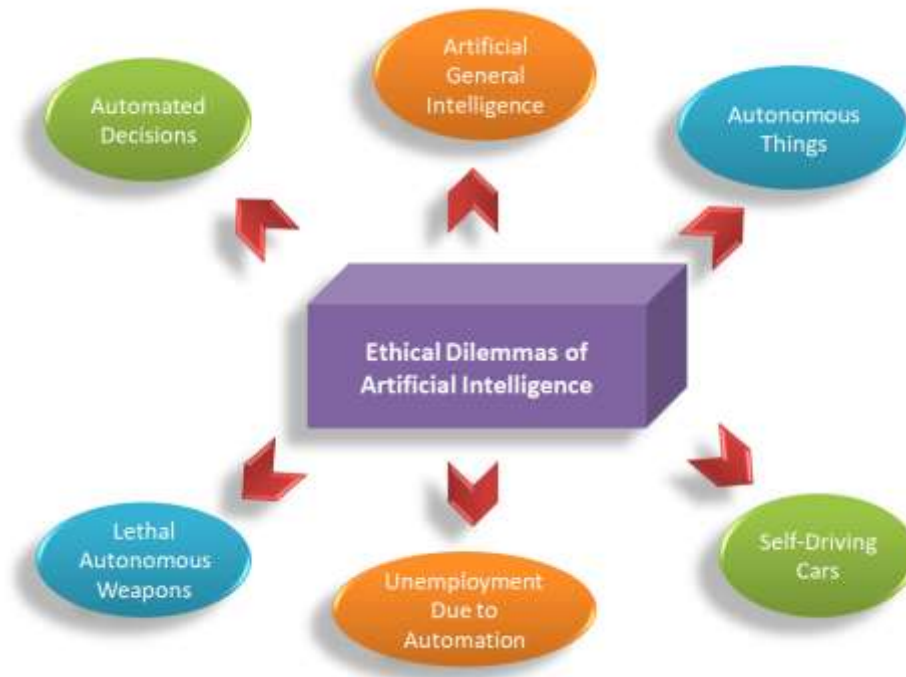 Artificial
General
Intelligence
Automated
Decisions
Autonomous
Things
Ethical Dilemmas of
Artificial Intelligence
Lethal
Autonomous
Weapons
Unemployment
Due to
Automation
Self-Driving
Cars